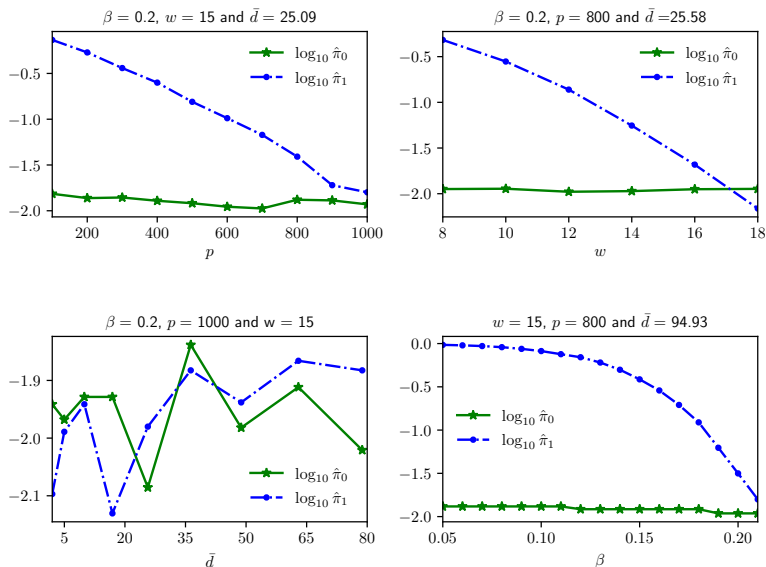 β = 0.2, w = 15 and d̄ = 25.09
log₁₀ π̂₀
log₁₀ π̂₁
−0.5
−1.0
−1.5
−2.0
200 400 600 800 1000
p
β = 0.2, p = 800 and d̄ =25.58
log₁₀ π̂₀
log₁₀ π̂₁
−0.5
−1.0
−1.5
−2.0
8 10 12 14 16 18
w
β = 0.2, p = 1000 and w = 15
−1.9
−2.0
−2.1
log₁₀ π̂₀
log₁₀ π̂₁
5 20 35 50 65 80
d̄
w = 15, p = 800 and d̄ = 94.93
0.0
−0.5
−1.0
−1.5
−2.0
log₁₀ π̂₀
log₁₀ π̂₁
0.05 0.10 0.15 0.20
β